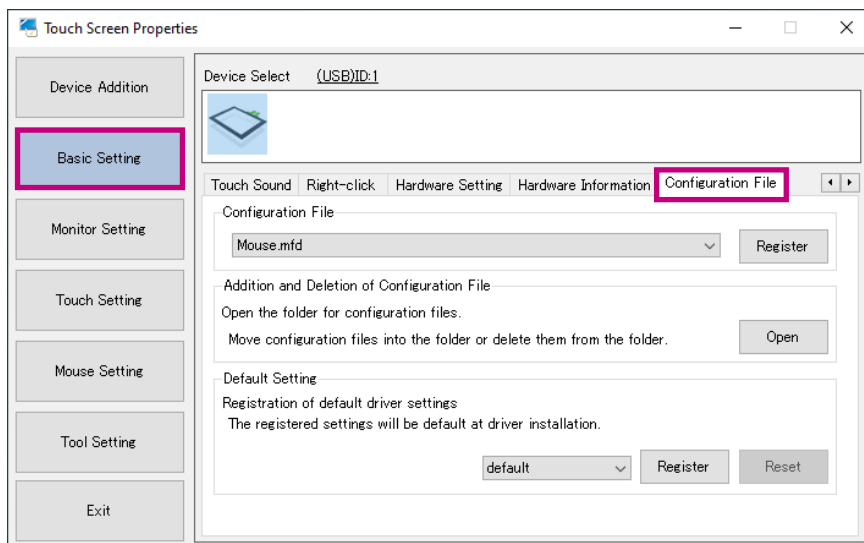 Touch Screen Properties
Device Addition
Basic Setting
Monitor Setting
Touch Setting
Mouse Setting
Tool Setting
Exit
Device Select (USB)ID:1
Touch Sound Right-click Hardware Setting Hardware Information Configuration File
Configuration File
Mouse.mfd Register
Addition and Deletion of Configuration File
Open the folder for configuration files.
Move configuration files into the folder or delete them from the folder. Open
Default Setting
Registration of default driver settings
The registered settings will be default at driver installation.
default Register Reset